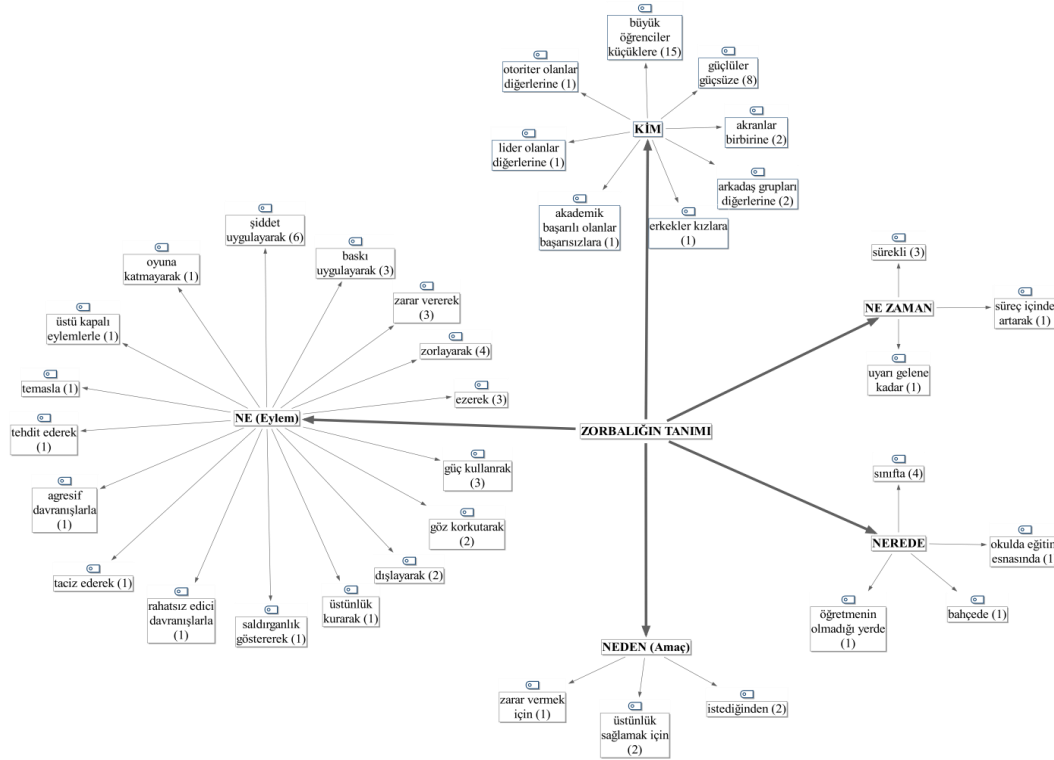 büyük
öğrenciler
küçüklere (15)
otoriter olanlar
diğerlerine (1)
güçlüler
güçsüze (8)
KİM
akranlar
birbirine (2)
lider olanlar
diğerlerine (1)
arkadaş grupları
diğerlerine (2)
akademik
başarılı olanlar
başarısızlara (1)
erkekler kızlara
(1)
şiddet
uygulayarak (6)
oyuna
katmayarak (1)
baskı
uygulayarak (3)
zarar vererek
(3)
üstü kapalı
eylemlerle (1)
zorlayarak (4)
temasla (1)
ezerek (3)
NE (Eylem)
tehdit ederek
(1)
güç kullanrak
(3)
agresif
davranışlarla
(1)
göz korkutarak
(2)
taciz ederek (1)
dışlayarak (2)
rahatsız edici
davranışlarla
(1)
saldırganlık
göstererek (1)
üstünlük
kurarak (1)
sürekli (3)
NE ZAMAN
süreç içinde
artarak (1)
uyarı gelene
kadar (1)
ZORBALIĞIN TANIMI
sınıfta (4)
NEREDE
okulda eğitim
esnasında (1
öğretmenin
olmadığı yerde
(1)
bahçede (1)
NEDEN (Amaç)
zarar vermek
için (1)
üstünlük
sağlamak için
(2)
istediğinden (2)